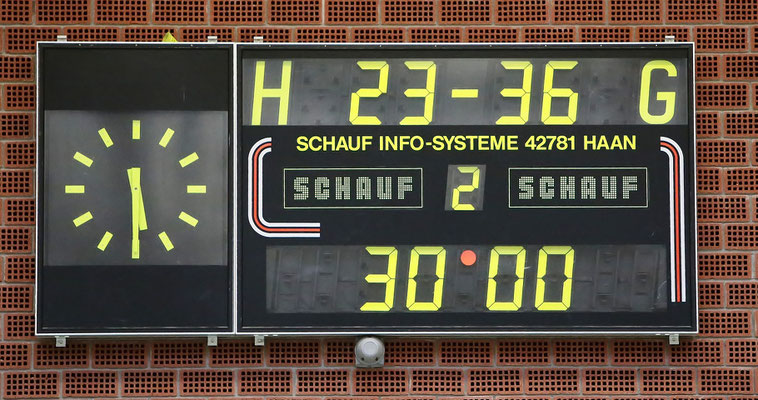 H 23-36 G
SCHAUF INFO-SYSTEME 42781 HAAN
SCHAUF 2 SCHAUF
30 00